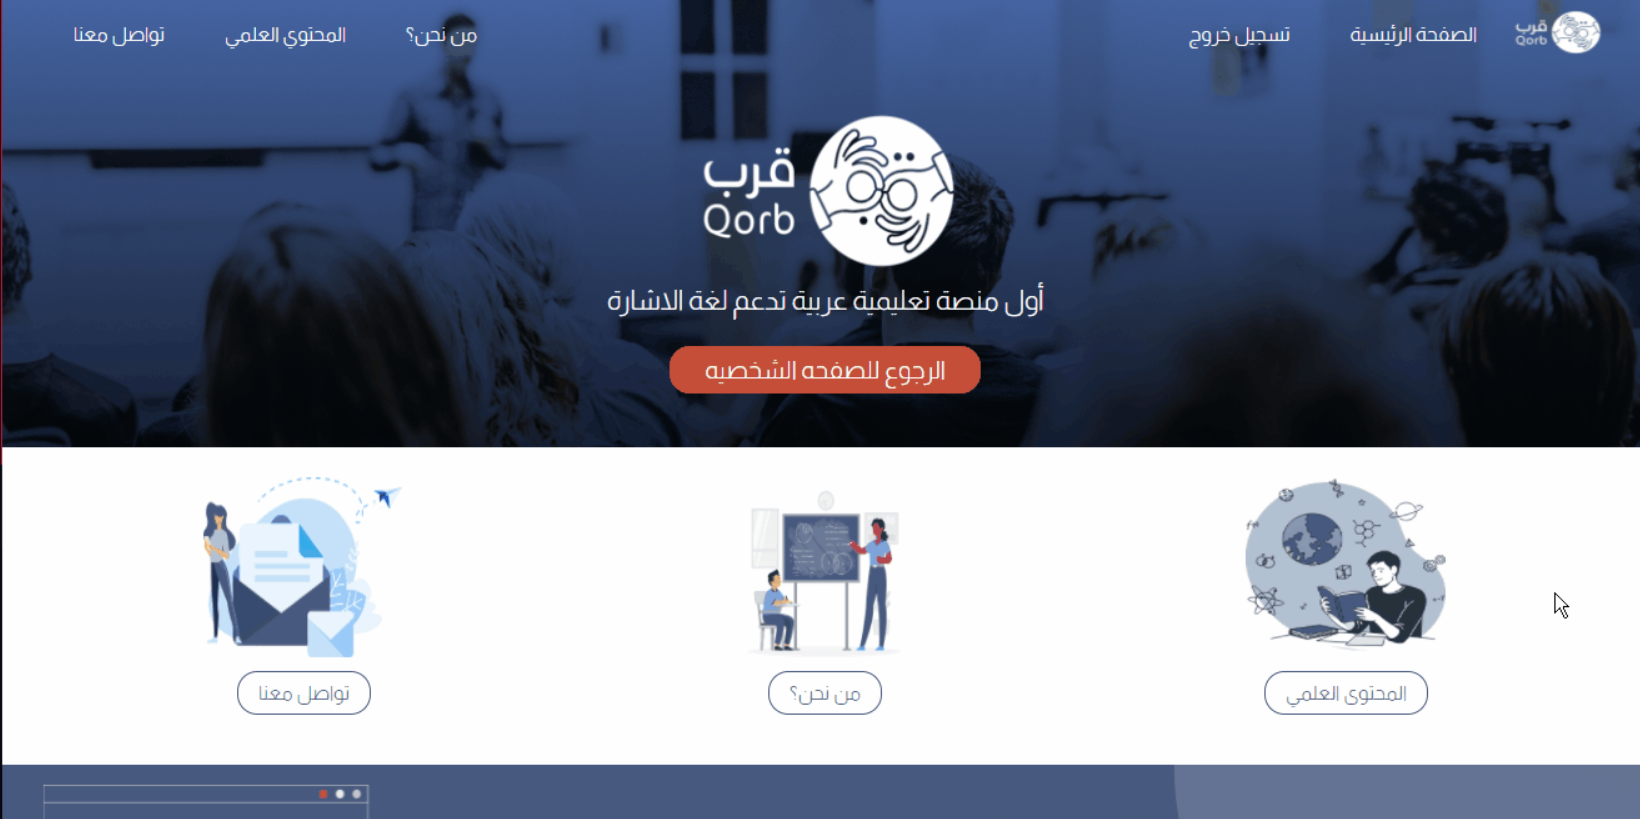 قرب
Qorb
الصفحة الرئيسية
تسجيل خروج
من نحن؟
المحتوي العلمي
تواصل معنا
قرب
Qorb
أول منصة تعليمية عربية تدعم لغة الاشارة
الرجوع للصفحه الشخصيه
المحتوى العلمي
من نحن؟
تواصل معنا